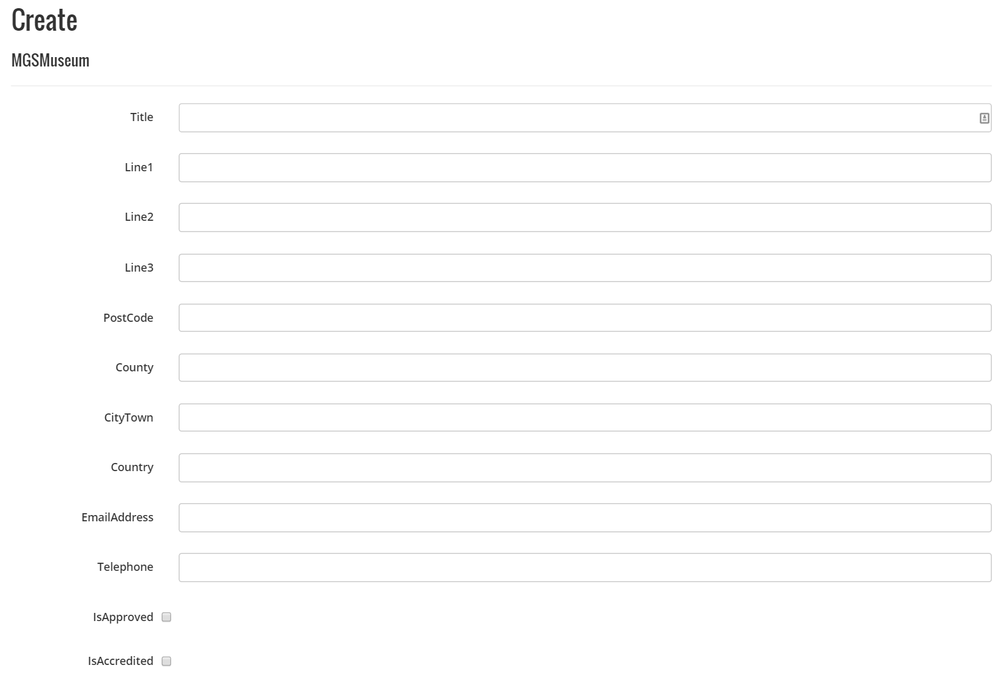 Create
MGSMuseum
Title
Line1
Line2
Line3
PostCode
County
CityTown
Country
EmailAddress
Telephone
IsApproved
IsAccredited